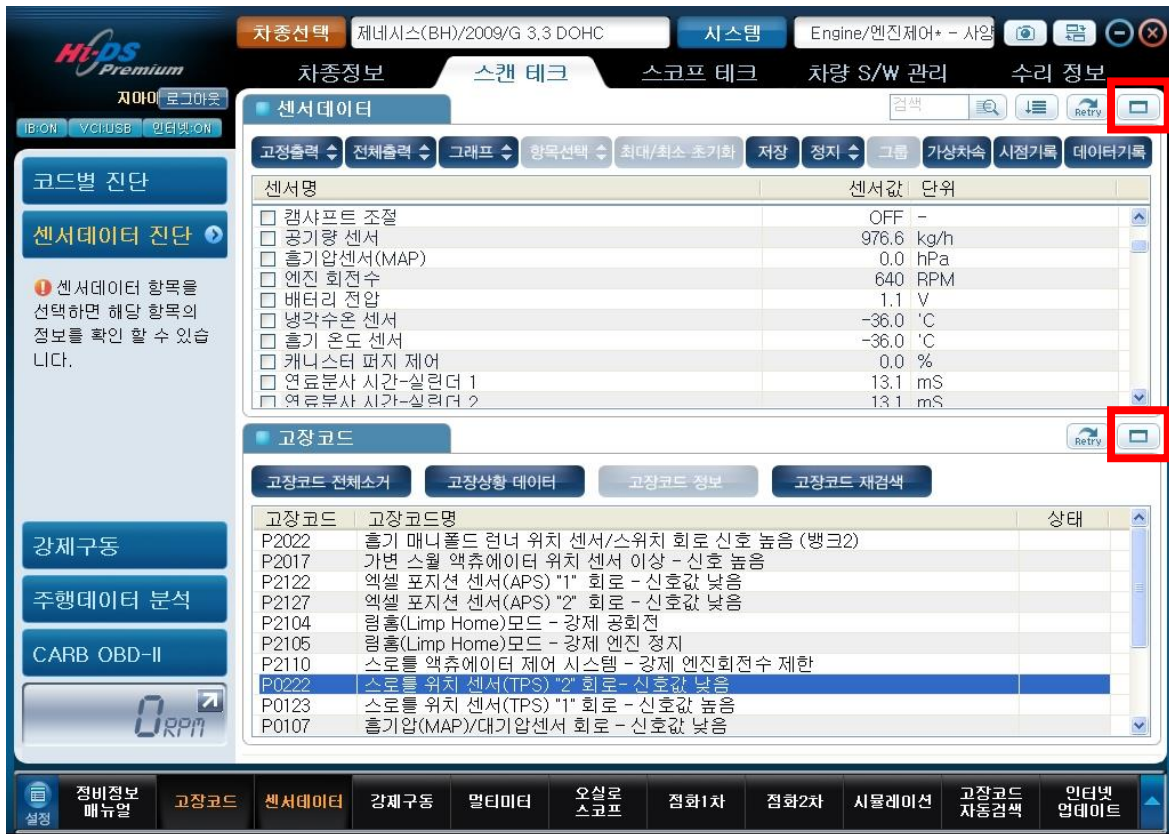 Hi-DS Premium
차종선택 제네시스(BH)/2009/G 3,3 DOHC 시스템 Engine/엔진제어* - 사양
차종정보 스캔 테크 스코프 테크 차량 S/W 관리 수리 정보
지아이 로그아웃
IB:ON VCI:USB 인터넷:ON
코드별 진단
센서데이터 진단
센서데이터 항목을
선택하면 해당 항목의
정보를 확인 할 수 있습
니다.
강제구동
주행데이터 분석
CARB OBD-II
0 RPM
센서데이터 검색 Retry
고정출력 전체출력 그래프 항목선택 최대/최소 초기화 저장 정지 그룹 가상차속 시점기록 데이터기록
센서명 센서값 단위
캠샤프트 조절 OFF -
공기량 센서 976.6 kg/h
흡기압센서(MAP) 0.0 hPa
엔진 회전수 640 RPM
배터리 전압 1.1 V
냉각수온 센서 -36.0 'C
흡기 온도 센서 -36.0 'C
캐니스터 퍼지 제어 0.0 %
연료분사 시간-실린더 1 13.1 mS
연료분사 시간-실린더 2 13.1 mS
고장코드 Retry
고장코드 전체소거 고장상황 데이터 고장코드 정보 고장코드 재검색
고장코드 고장코드명 상태
P2022 흡기 매니폴드 런너 위치 센서/스위치 회로 신호 높음 (뱅크2)
P2017 가변 스월 액츄에이터 위치 센서 이상 - 신호 높음
P2122 엑셀 포지션 센서(APS) "1" 회로 - 신호값 낮음
P2127 엑셀 포지션 센서(APS) "2" 회로 - 신호값 낮음
P2104 림홈(Limp Home)모드 - 강제 공회전
P2105 림홈(Limp Home)모드 - 강제 엔진 정지
P2110 스로틀 액츄에이터 제어 시스템 - 강제 엔진회전수 제한
P0222 스로틀 위치 센서(TPS) "2" 회로- 신호값 낮음
P0123 스로틀 위치 센서(TPS) "1" 회로 - 신호값 높음
P0107 흡기압(MAP)/대기압센서 회로 - 신호값 낮음
설정 정비정보 매뉴얼 고장코드 센서데이터 강제구동 멀티미터 오실로 스코프 점화1차 점화2차 시뮬레이션 고장코드 자동검색 인터넷 업데이트